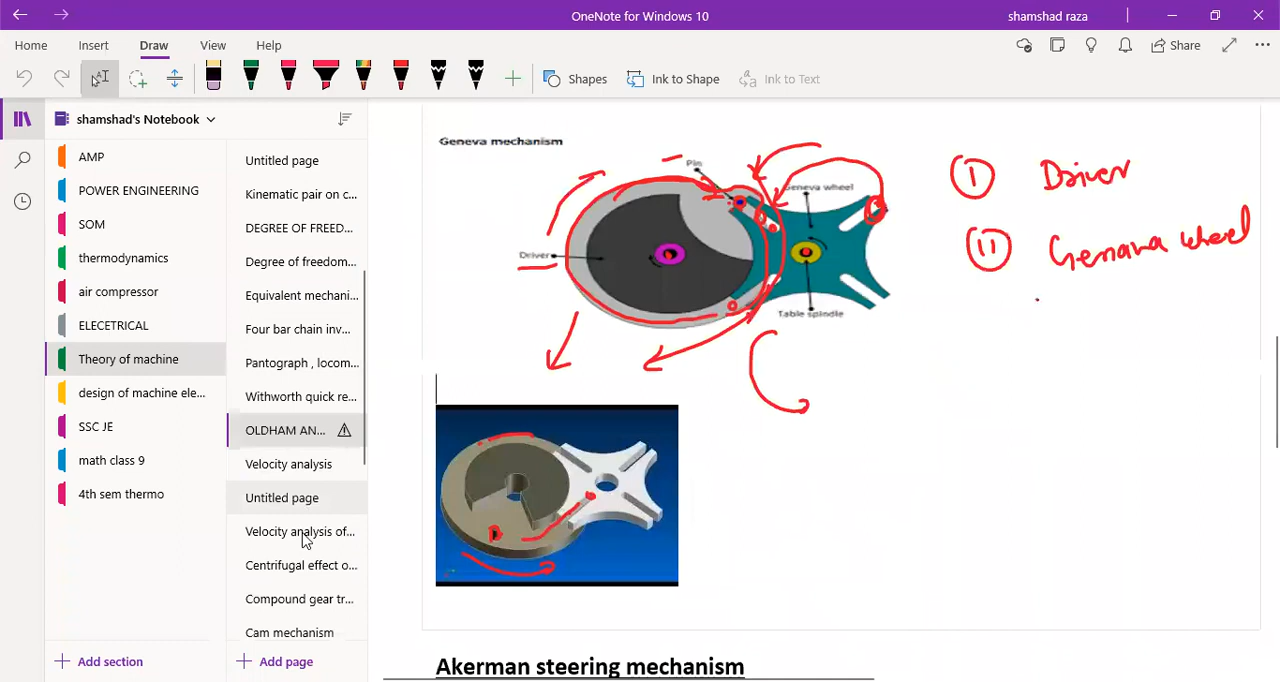 OneNote for Windows 10
shamshad raza
Home
Insert
Draw
View
Help
Share
Shapes
Ink to Shape
Ink to Text
shamshad's Notebook
AMP
POWER ENGINEERING
SOM
thermodynamics
air compressor
ELECETRICAL
Theory of machine
design of machine ele...
SSC JE
math class 9
4th sem thermo
Add section
Untitled page
Kinematic pair on c...
DEGREE OF FREED...
Degree of freedom...
Equivalent mechani...
Four bar chain inv...
Pantograph , locom...
Withworth quick re...
OLDHAM AN...
Velocity analysis
Untitled page
Velocity analysis of...
Centrifugal effect o...
Compound gear tr...
Cam mechanism
Add page
Geneva mechanism
Pin
Geneva wheel
Driver
Table spindle
I Driver
II Genava wheel
Akerman steering mechanism